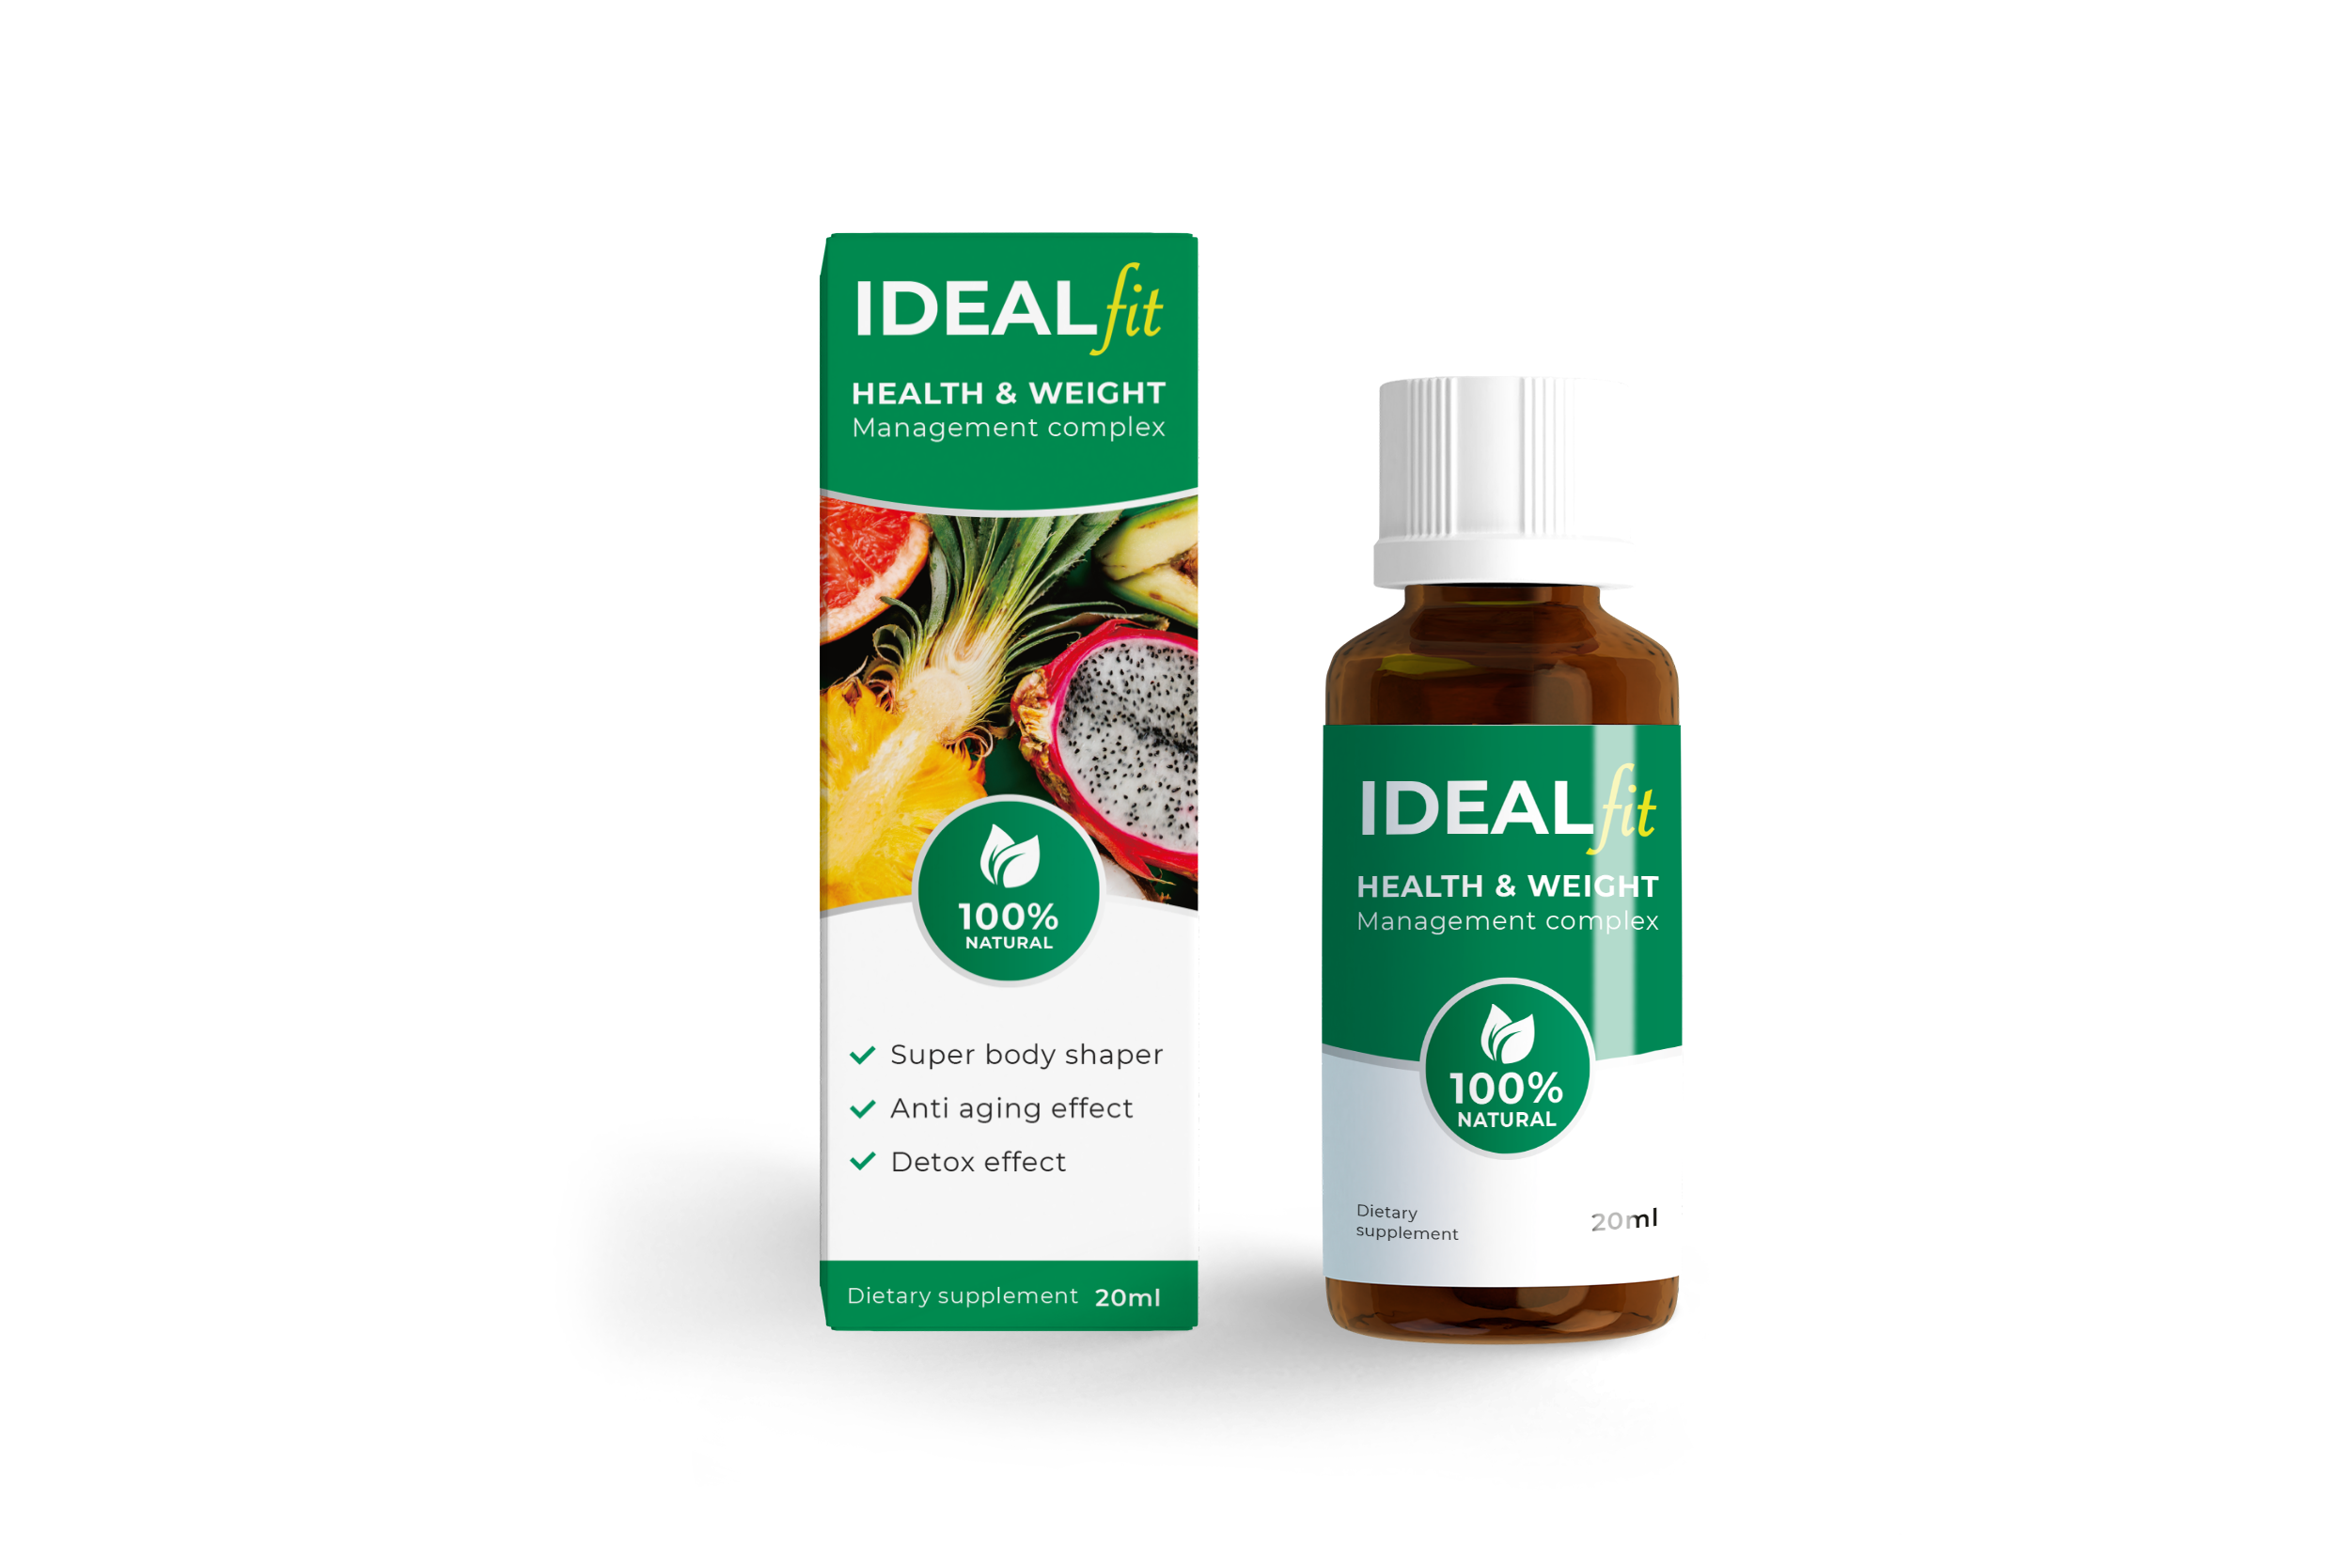 IDEALfit
HEALTH & WEIGHT
Management complex
100%
NATURAL
Super body shaper
Anti aging effect
Detox effect
Dietary supplement 20ml
IDEALfit
HEALTH & WEIGHT
Management complex
100%
NATURAL
Dietary
supplement
20ml